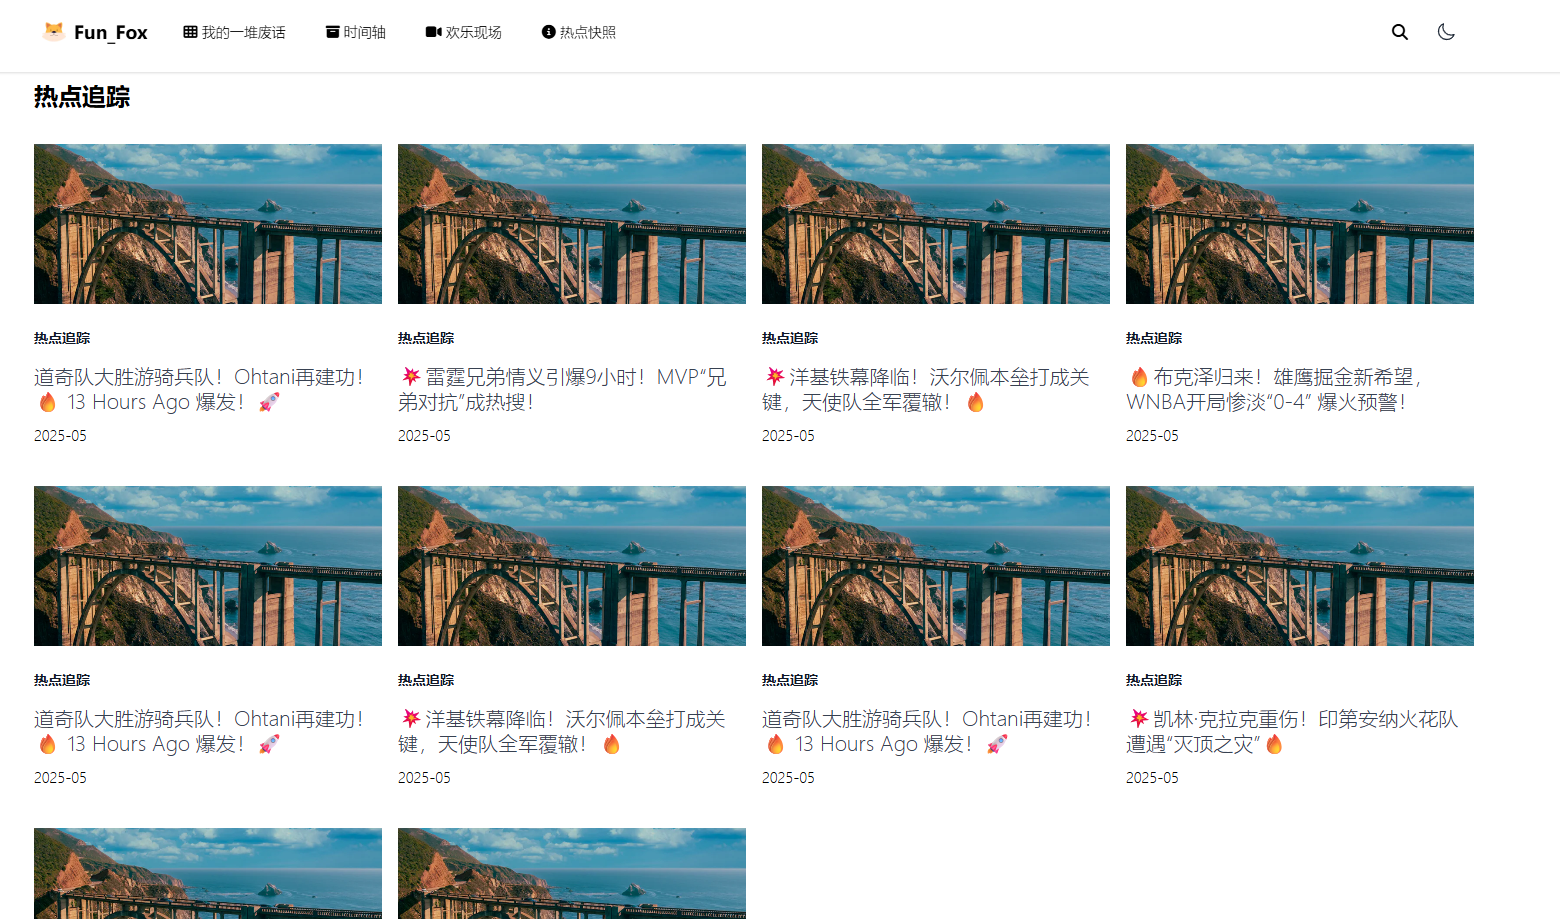 Fun_Fox 我的一堆废话 时间轴 欢乐现场 热点快照
热点追踪
热点追踪
道奇队大胜游骑兵队！Ohtani再建功！
🔥 13 Hours Ago 爆发！🚀
2025-05
热点追踪
💥雷霆兄弟情义引爆9小时！MVP“兄
弟对抗”成热搜！
2025-05
热点追踪
💥洋基铁幕降临！沃尔佩本垒打成关
键，天使队全军覆辙！🔥
2025-05
热点追踪
🔥布克泽归来！雄鹰掘金新希望，
WNBA开局惨淡“0-4” 爆火预警！
2025-05
热点追踪
道奇队大胜游骑兵队！Ohtani再建功！
🔥 13 Hours Ago 爆发！🚀
2025-05
热点追踪
💥洋基铁幕降临！沃尔佩本垒打成关
键，天使队全军覆辙！🔥
2025-05
热点追踪
道奇队大胜游骑兵队！Ohtani再建功！
🔥 13 Hours Ago 爆发！🚀
2025-05
热点追踪
💥凯林·克拉克重伤！印第安纳火花队
遭遇“灭顶之灾”🔥
2025-05